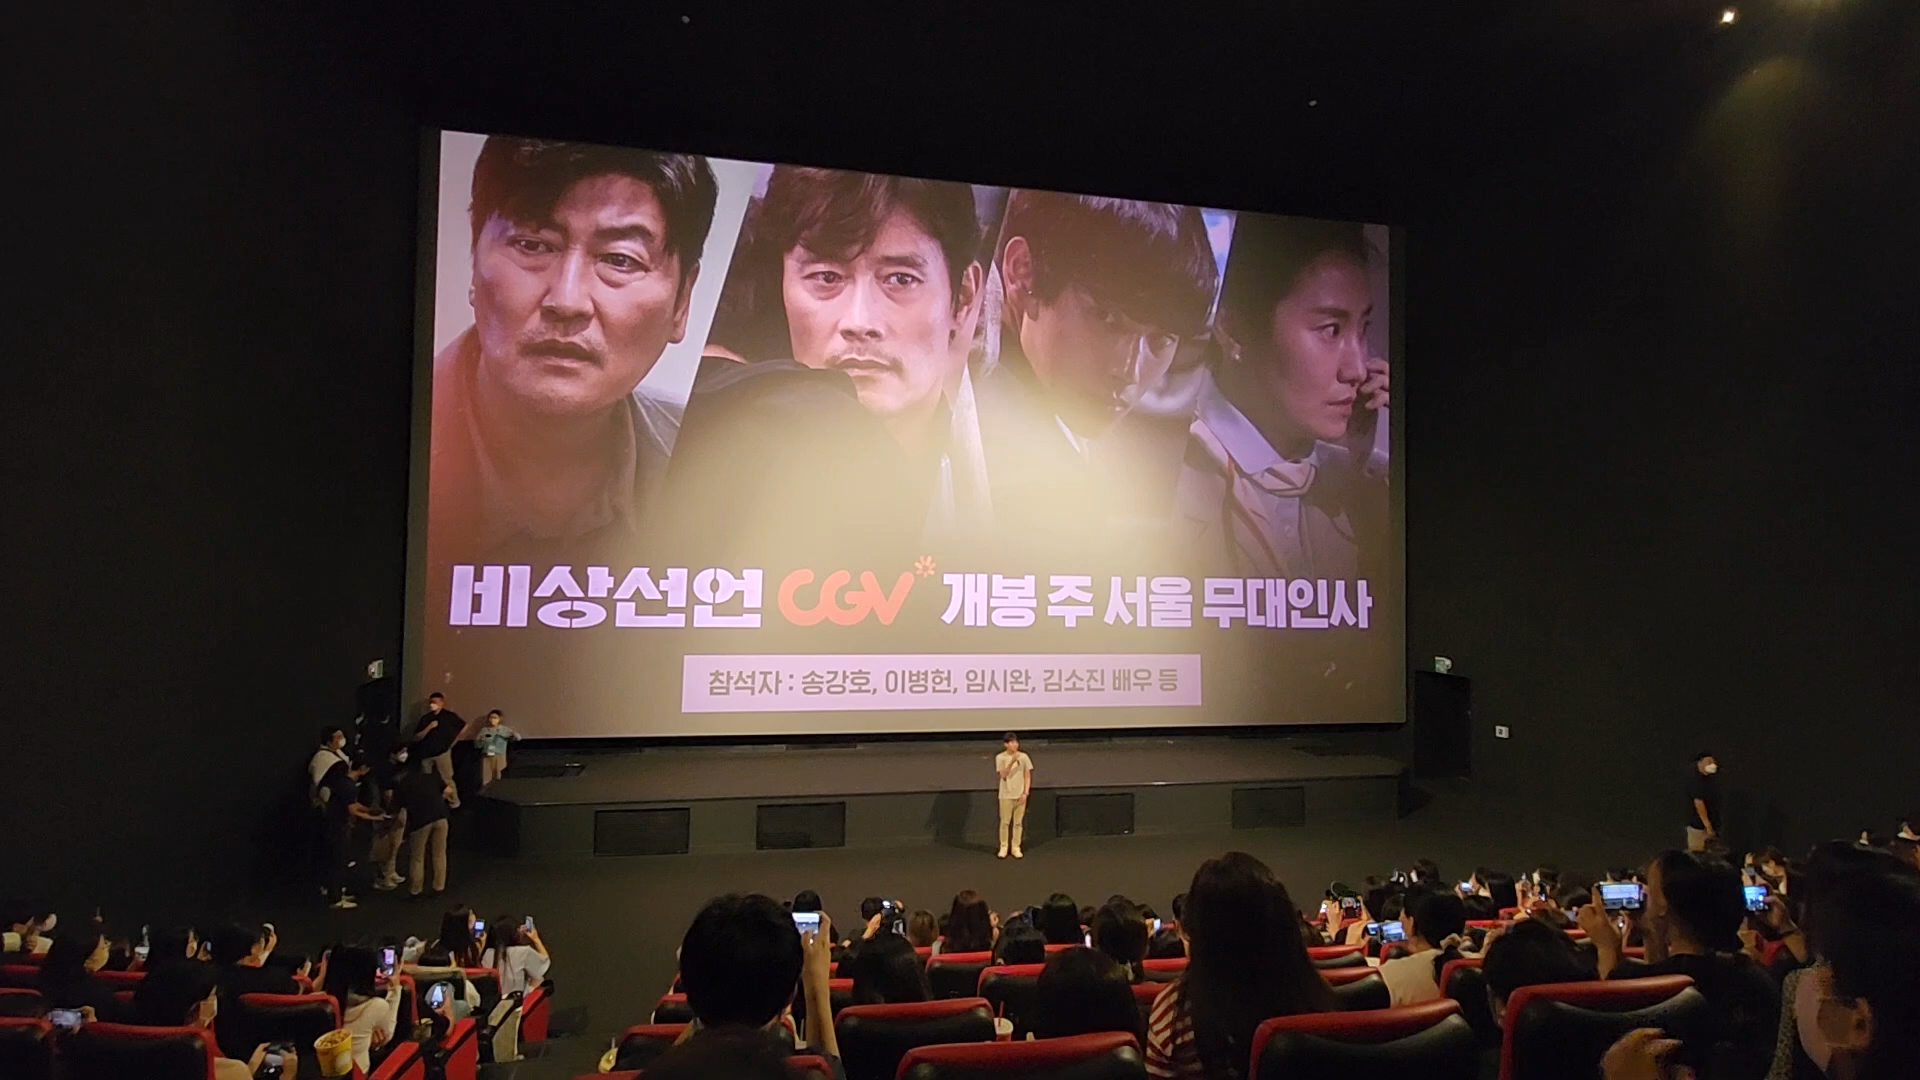 비상선언 CGV 개봉 주 서울 무대인사
참석자 : 송강호, 이병헌, 임시완, 김소진 배우 등